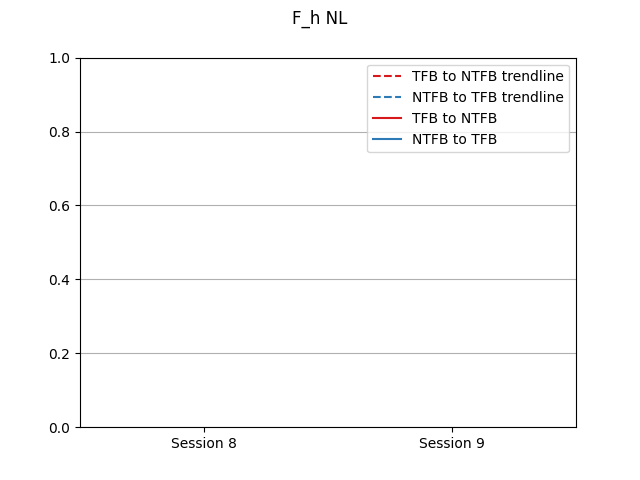 F_h NL
1.0
0.8
0.6
0.4
0.2
0.0
TFB to NTFB trendline
NTFB to TFB trendline
TFB to NTFB
NTFB to TFB
Session 8
Session 9